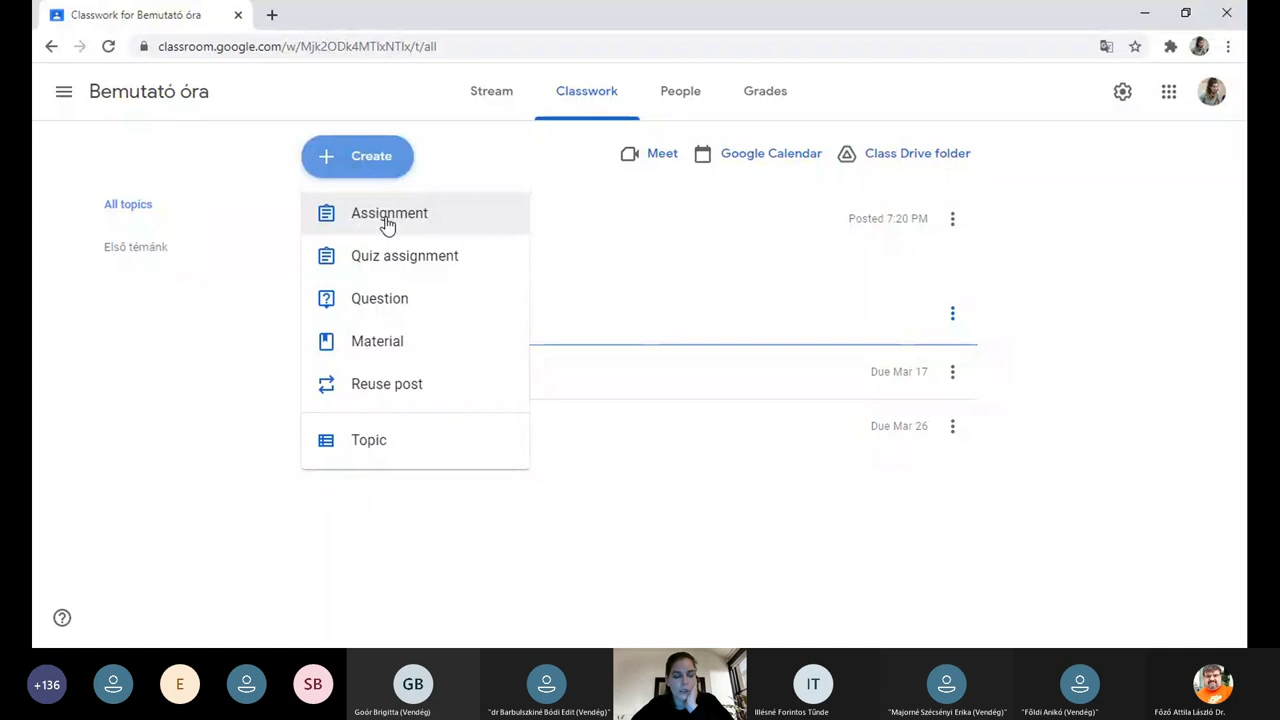 Classwork for Bemutató óra
classroom.google.com/w/Mjk2ODk4MTIxNTIx/t/all
Bemutató óra
Stream
Classwork
People
Grades
Create
Meet
Google Calendar
Class Drive folder
All topics
Első témánk
Assignment
Quiz assignment
Question
Material
Reuse post
Topic
Posted 7:20 PM
Due Mar 17
Due Mar 26
+136
E
SB
GB
IT
Goór Brigitta (Vendég)
"dr Barbulszkiné Bódi Edit (Vendég)"
Illésné Forintos Tünde
"Majorné Szécsényi Erika (Vendég)"
"Földi Anikó (Vendég)"
Főző Attila László Dr.